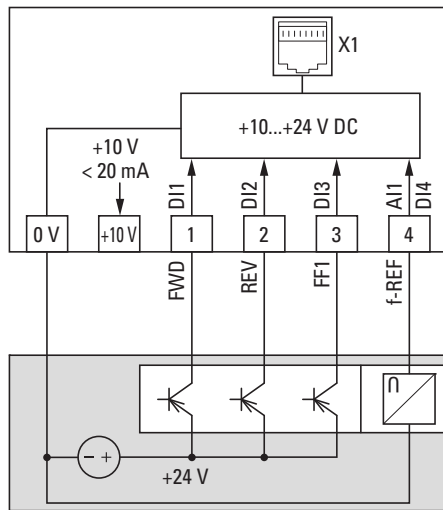 X1
+10...+24 V DC
+10 V
< 20 mA
DI1
DI2
DI3
AI1
DI4
0 V
+10 V
1
2
3
4
FWD
REV
FF1
f-REF
- +
+24 V